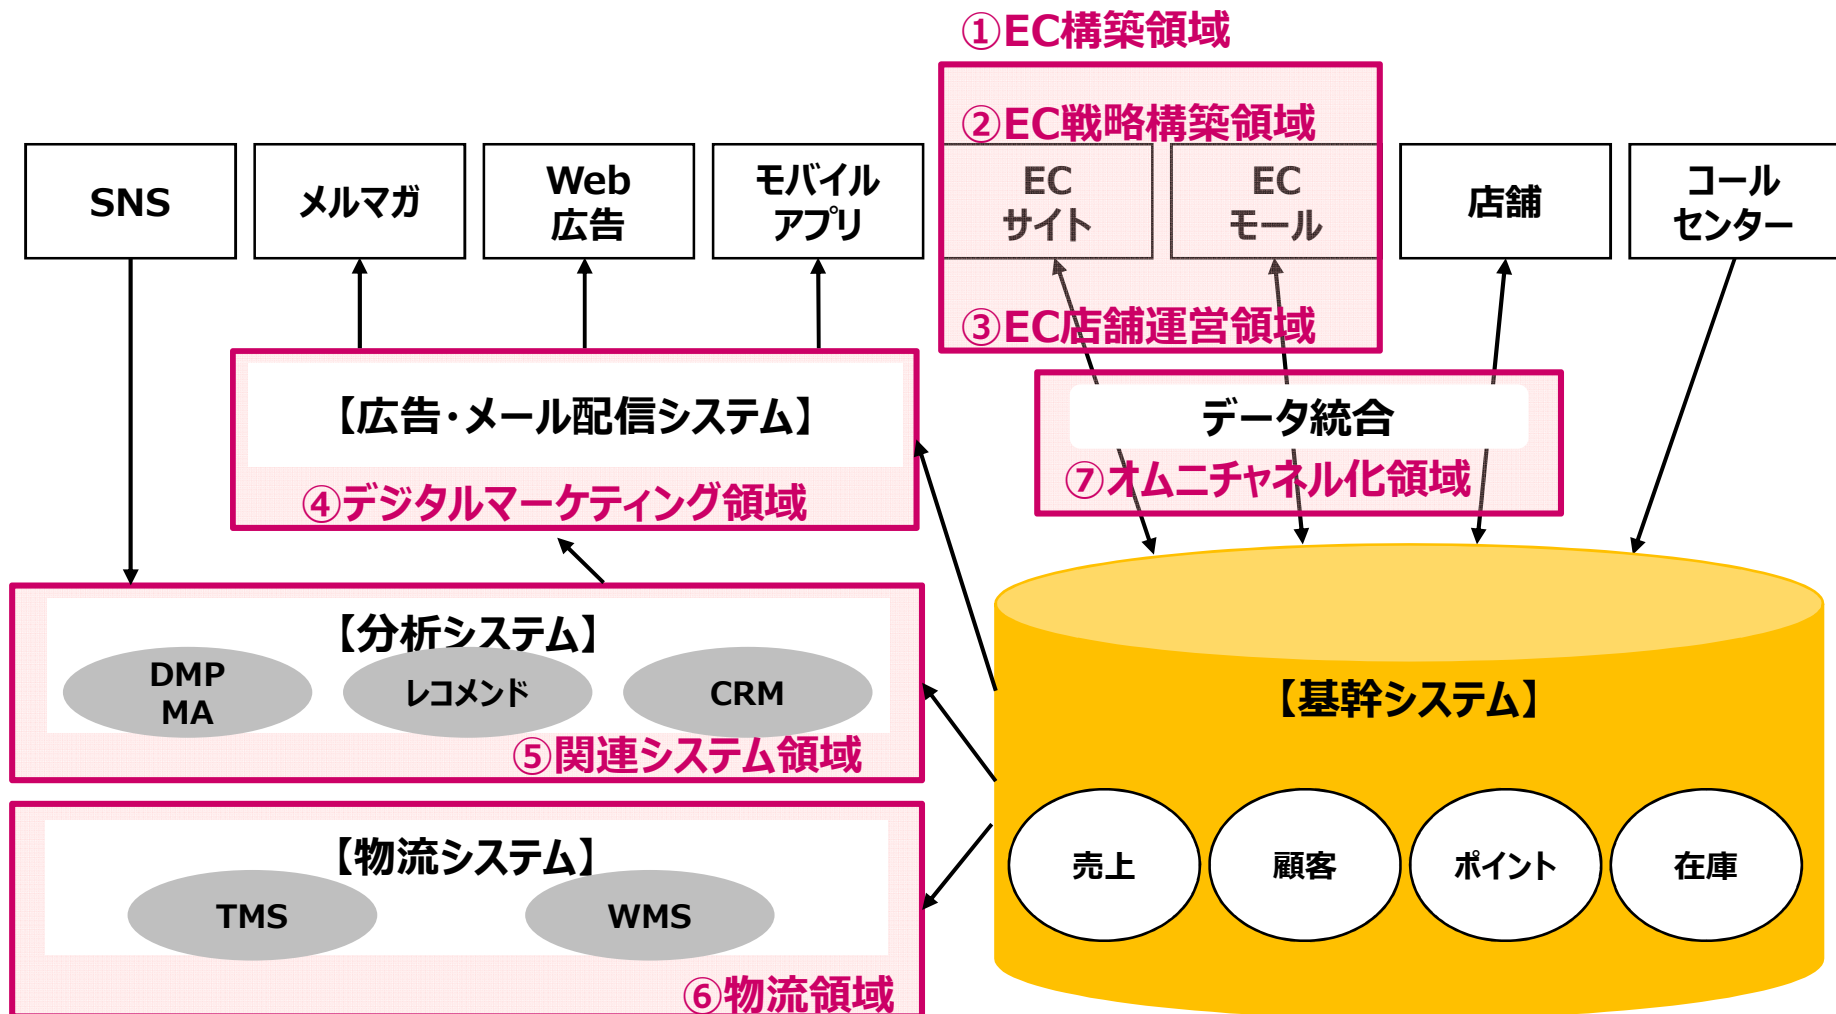 ①EC構築領域
②EC戦略構築領域
SNS
メルマガ
Web
広告
モバイル
アプリ
EC
サイト
EC
モール
店舗
コール
センター
③EC店舗運営領域
【広告・メール配信システム】
④デジタルマーケティング領域
データ統合
⑦オムニチャネル化領域
【分析システム】
DMP
MA
レコメンド
CRM
⑤関連システム領域
【基幹システム】
売上
顧客
ポイント
在庫
【物流システム】
TMS
WMS
⑥物流領域